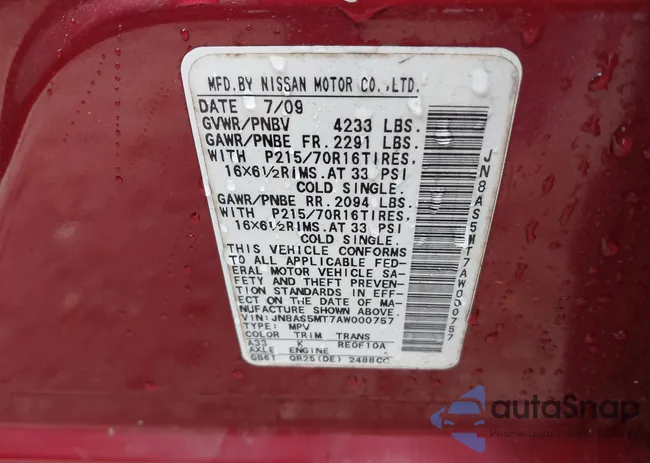 MFD.BY NISSAN MOTOR CO.,LTD.
DATE 7/09
GVWR/PNBV 4233 LBS.
GAWR/PNBE FR.2291 LBS.
WITH P215/70R16TIRES,
16X6½RIMS.AT 33 PSI
COLD SINGLE.
GAWR/PNBE RR.2094 LBS.
WITH P215/70R16TIRES,
16X6½RIMS.AT 33 PSI
COLD SINGLE.
THIS VEHICLE CONFORMS
TO ALL APPLICABLE FED-
ERAL MOTOR VEHICLE SA-
FETY AND THEFT PREVEN-
TION STANDARDS IN EFF-
ECT ON THE DATE OF MA-
NUFACTURE SHOWN ABOVE.
VIN:JN8AS5MT7AW000757
TYPE: MPV
COLOR TRIM TRANS
A33 K RE0F10A
AXLE ENGINE
GB61 QR25(DE) 2488CC
JN8AS5MT7AW000757
autoSnap